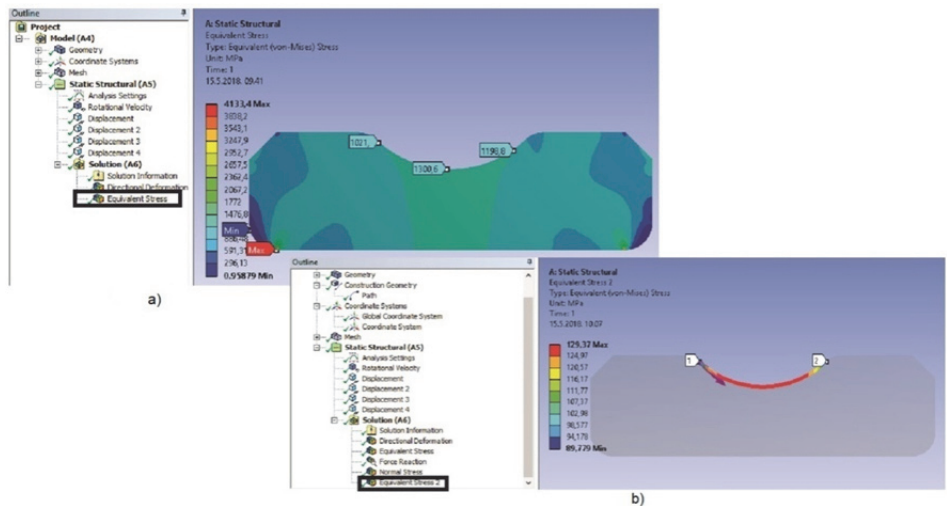 Outline
Project
Model (A4)
Geometry
Coordinate Systems
Mesh
Static Structural (A5)
Analysis Settings
Rotational Velocity
Displacement
Displacement 2
Displacement 3
Displacement 4
Solution (A6)
Solution Information
Directional Deformation
Equivalent Stress
A: Static Structural
Equivalent Stress
Type: Equivalent (von-Mises) Stress
Unit: MPa
Time: 1
15.5.2018. 09:41
4133,4 Max
3838,2
3543,1
3247,9
2952,7
2657,5
2362,4
2067,2
1772
1476,8
Min
591,3
Max
296,13
0.95879 Min
1021,
1300,6
1198,8
a)
Outline
Geometry
Construction Geometry
Path
Coordinate Systems
Global Coordinate System
Coordinate System
Mesh
Static Structural (A5)
Analysis Settings
Rotational Velocity
Displacement
Displacement 2
Displacement 3
Displacement 4
Solution (A6)
Solution Information
Directional Deformation
Equivalent Stress
Force Reaction
Normal Stress
Equivalent Stress 2
A: Static Structural
Equivalent Stress 2
Type: Equivalent (von-Mises) Stress
Unit: MPa
Time: 1
15.5.2018. 10:07
129,37 Max
124,97
120,57
116,17
111,77
107,37
102,98
98,577
94,178
89,779 Min
1
2
b)